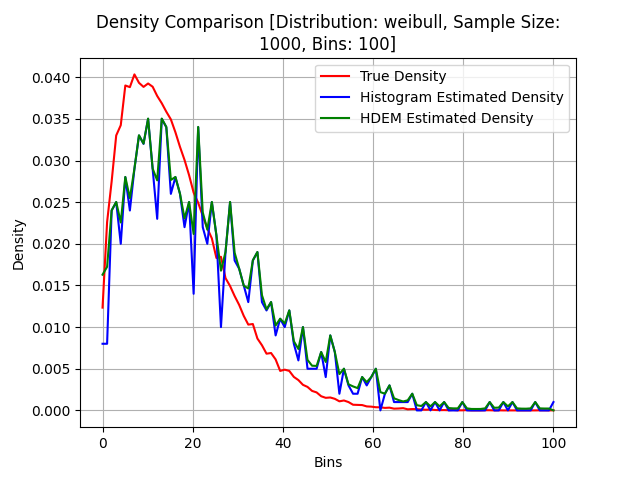 Density Comparison [Distribution: weibull, Sample Size:
1000, Bins: 100]
True Density
Histogram Estimated Density
HDEM Estimated Density
0.040
0.035
0.030
0.025
0.020
0.015
0.010
0.005
0.000
Density
0 20 40 60 80 100
Bins